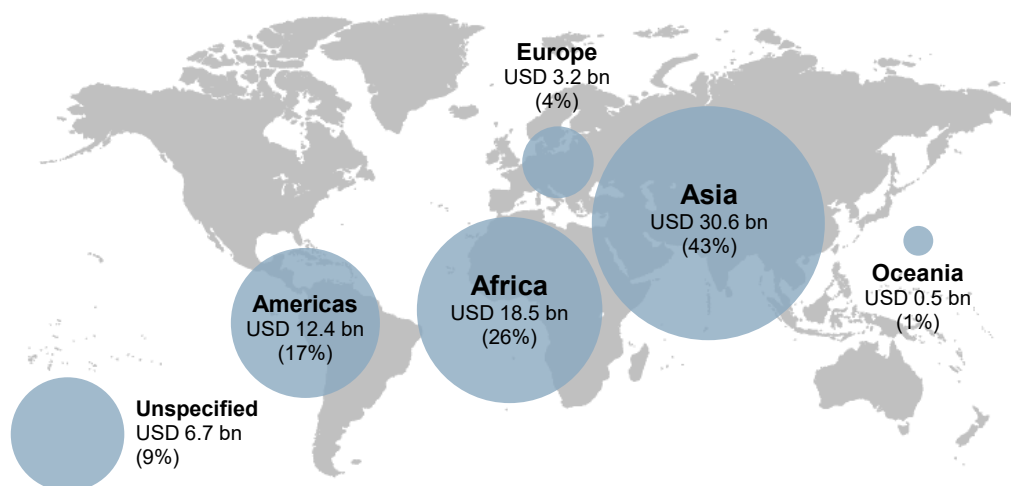 Europe
USD 3.2 bn
(4%)
Asia
USD 30.6 bn
(43%)
Oceania
USD 0.5 bn
(1%)
Africa
USD 18.5 bn
(26%)
Americas
USD 12.4 bn
(17%)
Unspecified
USD 6.7 bn
(9%)